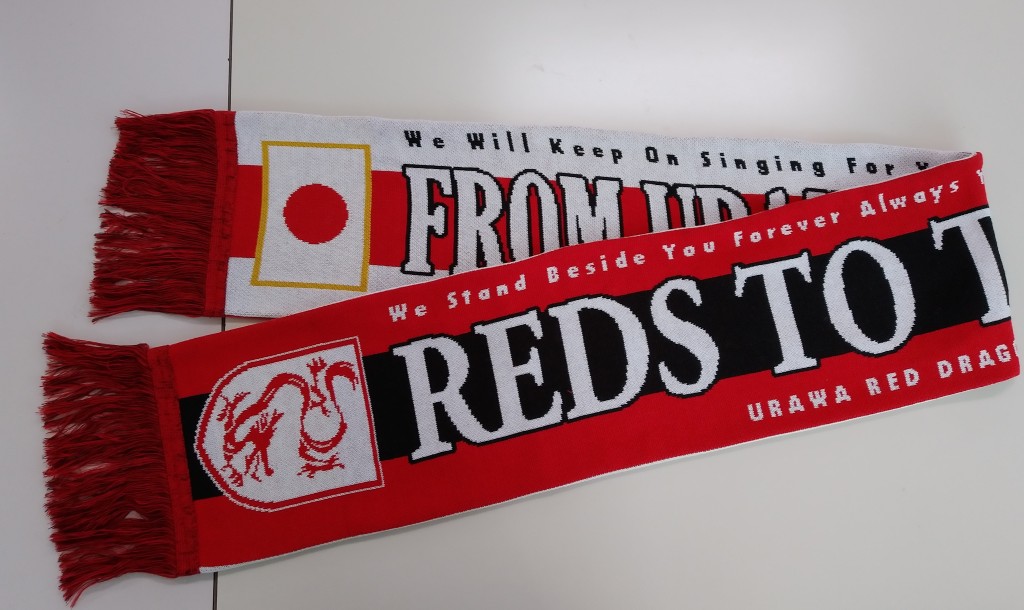 We Will Keep On Singing For
FROM
We Stand Beside You Forever Always
REDS TO
URAWA RED